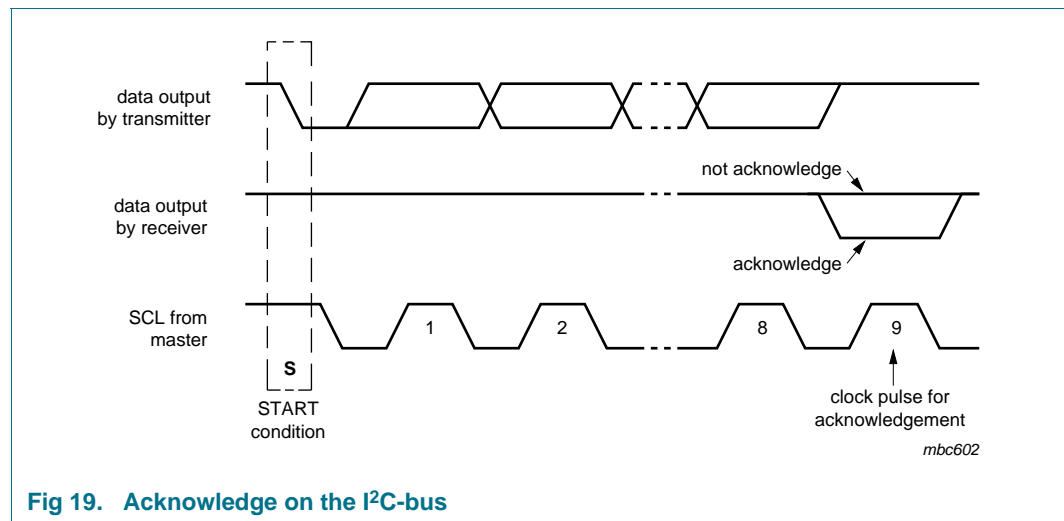 data output
by transmitter
not acknowledge
data output
by receiver
acknowledge
SCL from
master
1
2
8
9
S
START
condition
clock pulse for
acknowledgement
mbc602
Fig 19. Acknowledge on the I²C-bus